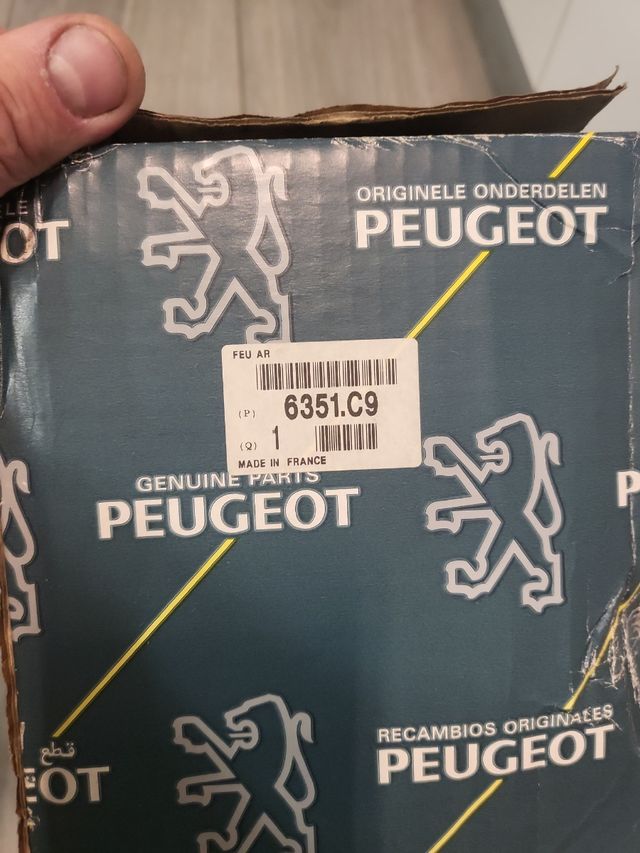 ORIGINELE ONDERDELEN
PEUGEOT
OT
FEU AR
(P) 6351.C9
(Q) 1
MADE IN FRANCE
GENUINE PARTS
PEUGEOT
P
RECAMBIOS ORIGINALES
PEUGEOT
قطع
OT